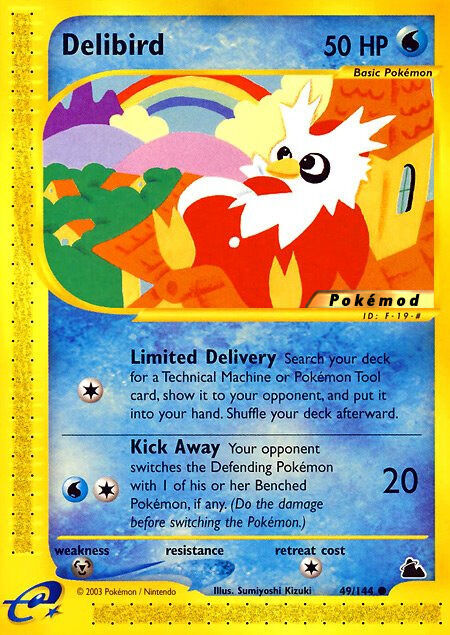 Delibird 50 HP
Basic Pokémon
Pokémod
ID: F-19-#
Limited Delivery Search your deck
for a Technical Machine or Pokémon Tool
card, show it to your opponent, and put it
into your hand. Shuffle your deck afterward.
Kick Away Your opponent
switches the Defending Pokémon
with 1 of his or her Benched
Pokémon, if any. (Do the damage
before switching the Pokémon.)
20
weakness resistance retreat cost
© 2003 Pokémon / Nintendo Illus. Sumiyoshi Kizuki 49/144
e